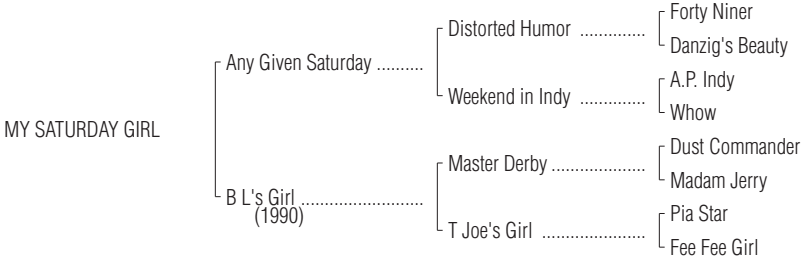 Forty Niner
Distorted Humor ..............
Danzig's Beauty
Any Given Saturday ..........
A.P. Indy
Weekend in Indy ..............
Whow
MY SATURDAY GIRL
Dust Commander
Master Derby ....................
Madam Jerry
B L's Girl ..........................
(1990)
Pia Star
T Joe's Girl ......................
Fee Fee Girl